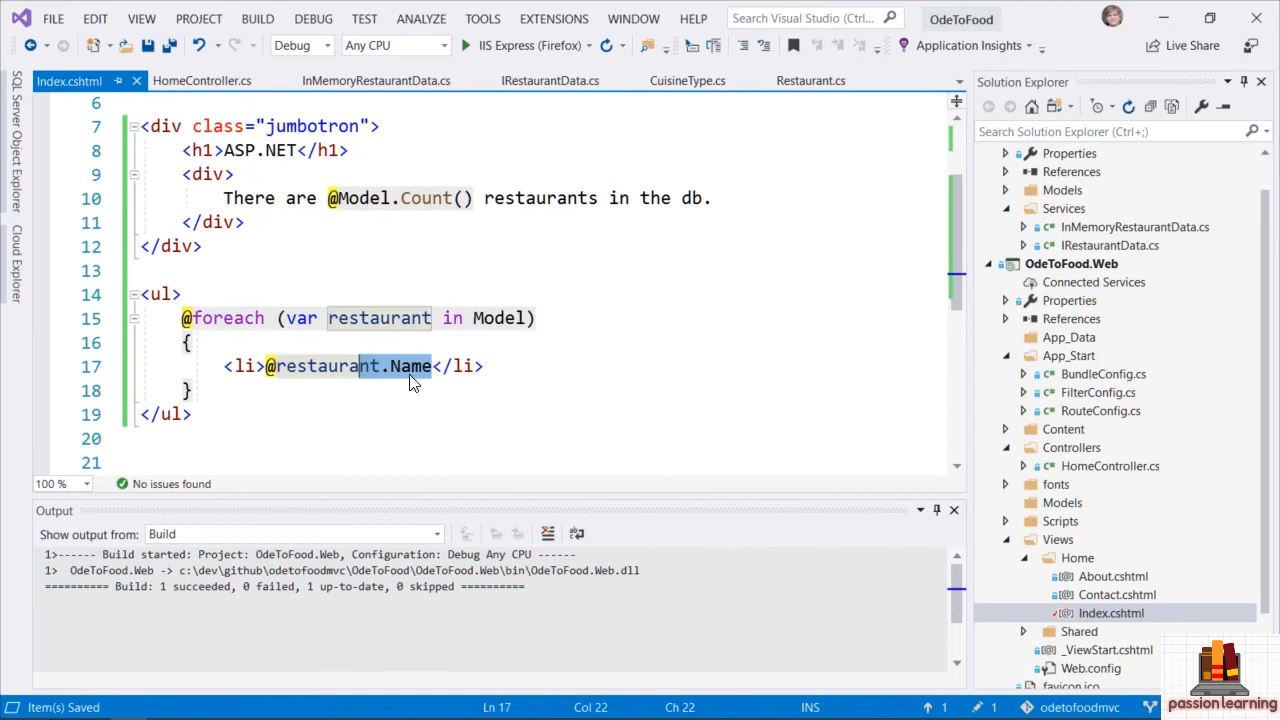 FILE EDIT VIEW PROJECT BUILD DEBUG TEST ANALYZE TOOLS EXTENSIONS WINDOW HELP Search Visual Studio (Ctrl... OdeToFood
Debug Any CPU IIS Express (Firefox) Application Insights Live Share
SQL Server Object Explorer
Cloud Explorer
Index.cshtml HomeController.cs InMemoryRestaurantData.cs IRestaurantData.cs CuisineType.cs Restaurant.cs
6
7 <div class="jumbotron">
8 <h1>ASP.NET</h1>
9 <div>
10 There are @Model.Count() restaurants in the db.
11 </div>
12 </div>
13
14 <ul>
15 @foreach (var restaurant in Model)
16 {
17 <li>@restaurant.Name</li>
18 }
19 </ul>
20
21
100 % No issues found
Output
Show output from: Build
1>------ Build started: Project: OdeToFood.Web, Configuration: Debug Any CPU ------
1> OdeToFood.Web -> c:\dev\github\odetofoodmvc\OdeToFood\OdeToFood.Web\bin\OdeToFood.Web.dll
========== Build: 1 succeeded, 0 failed, 1 up-to-date, 0 skipped ==========
Solution Explorer
Search Solution Explorer (Ctrl+;)
Properties
References
Models
Services
C# InMemoryRestaurantData.cs
C# IRestaurantData.cs
OdeToFood.Web
Connected Services
Properties
References
App_Data
App_Start
C# BundleConfig.cs
C# FilterConfig.cs
C# RouteConfig.cs
Content
Controllers
C# HomeController.cs
fonts
Models
Scripts
Views
Home
[@] About.cshtml
[@] Contact.cshtml
[@] Index.cshtml
Shared
[@] _ViewStart.cshtml
Web.config
favicon.ico
passion learning
Item(s) Saved Ln 17 Col 22 Ch 22 INS 1 1 odetofoodmvc